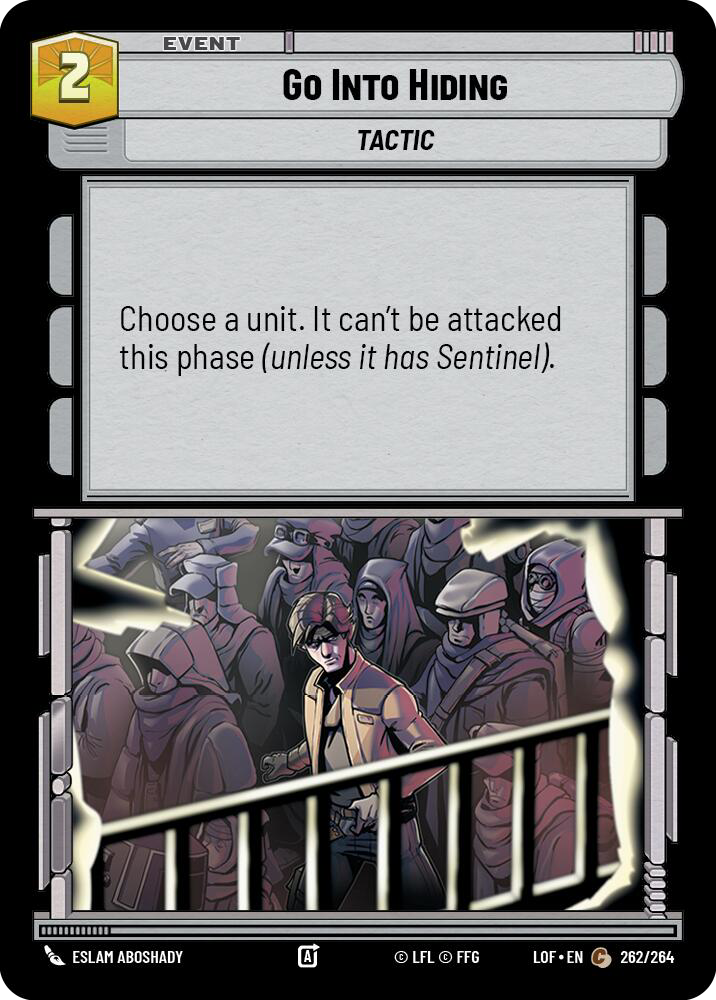 EVENT
2
GO INTO HIDING
TACTIC
Choose a unit. It can't be attacked
this phase (unless it has Sentinel).
ESLAM ABOSHADY
A
© LFL © FFG
LOF • EN
C
262/264